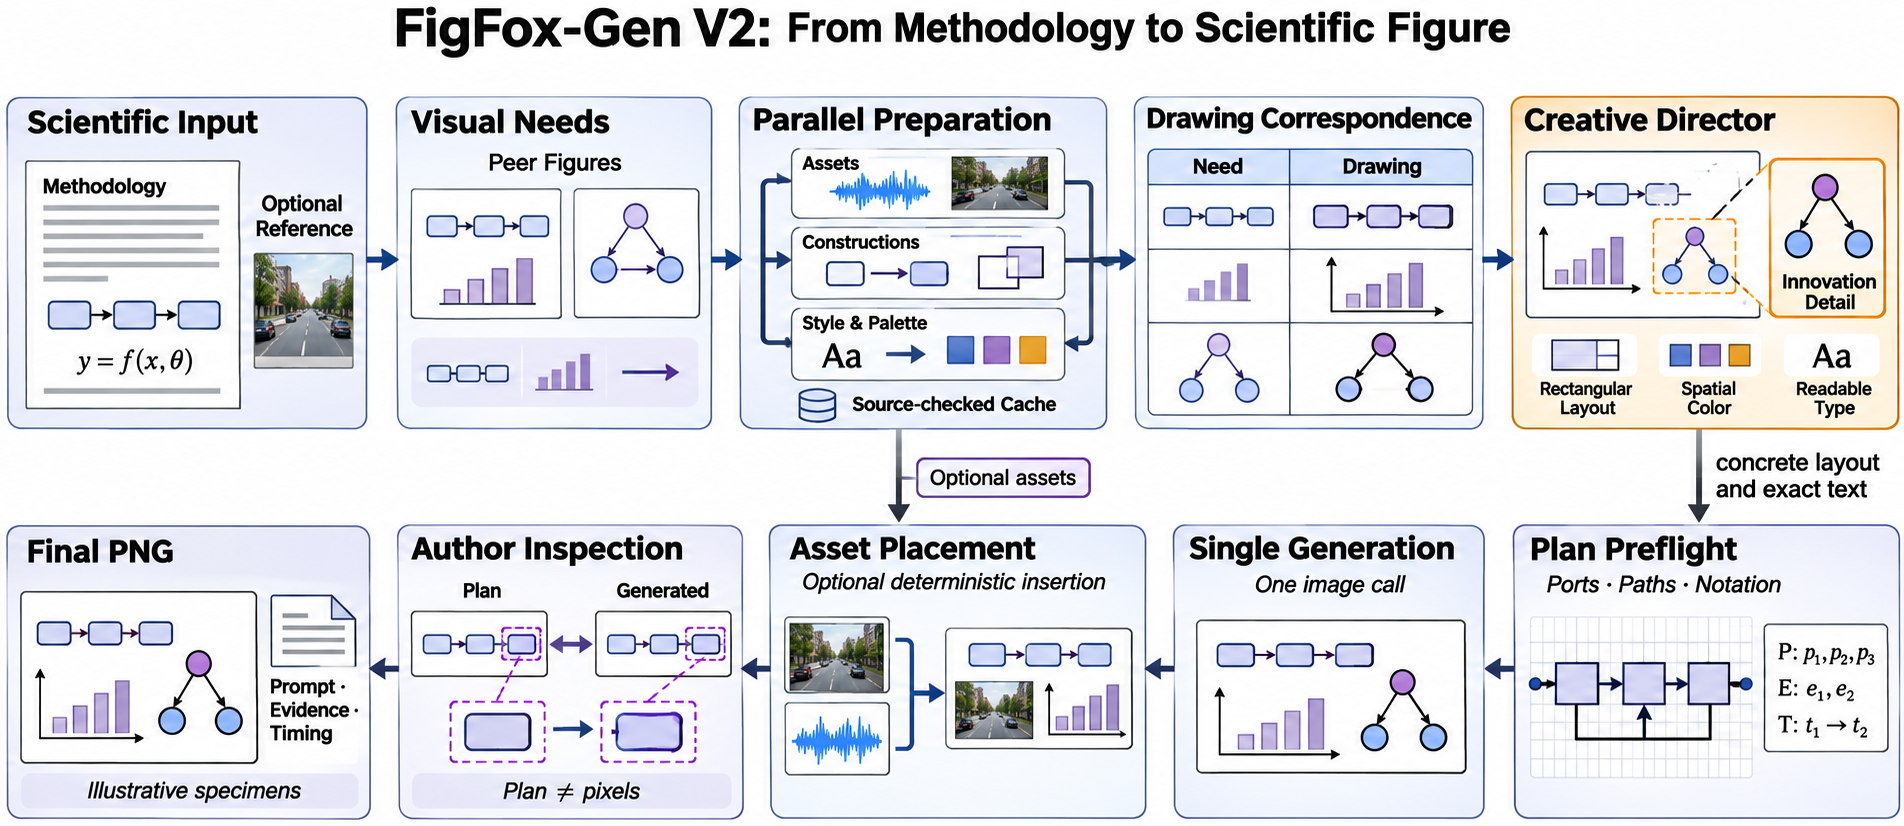 FigFox-Gen V2: From Methodology to Scientific Figure
Scientific Input
Methodology
y = f(x, θ)
Optional
Reference
Visual Needs
Peer Figures
Parallel Preparation
Assets
Constructions
Style & Palette
Aa
Source-checked Cache
Drawing Correspondence
Need
Drawing
Creative Director
Innovation
Detail
Rectangular
Layout
Spatial
Color
Aa
Readable
Type
Optional assets
concrete layout
and exact text
Final PNG
Prompt ·
Evidence ·
Timing
Illustrative specimens
Author Inspection
Plan
Generated
Plan ≠ pixels
Asset Placement
Optional deterministic insertion
Single Generation
One image call
Plan Preflight
Ports · Paths · Notation
P: p₁, p₂, p₃
E: e₁, e₂
T: t₁ → t₂